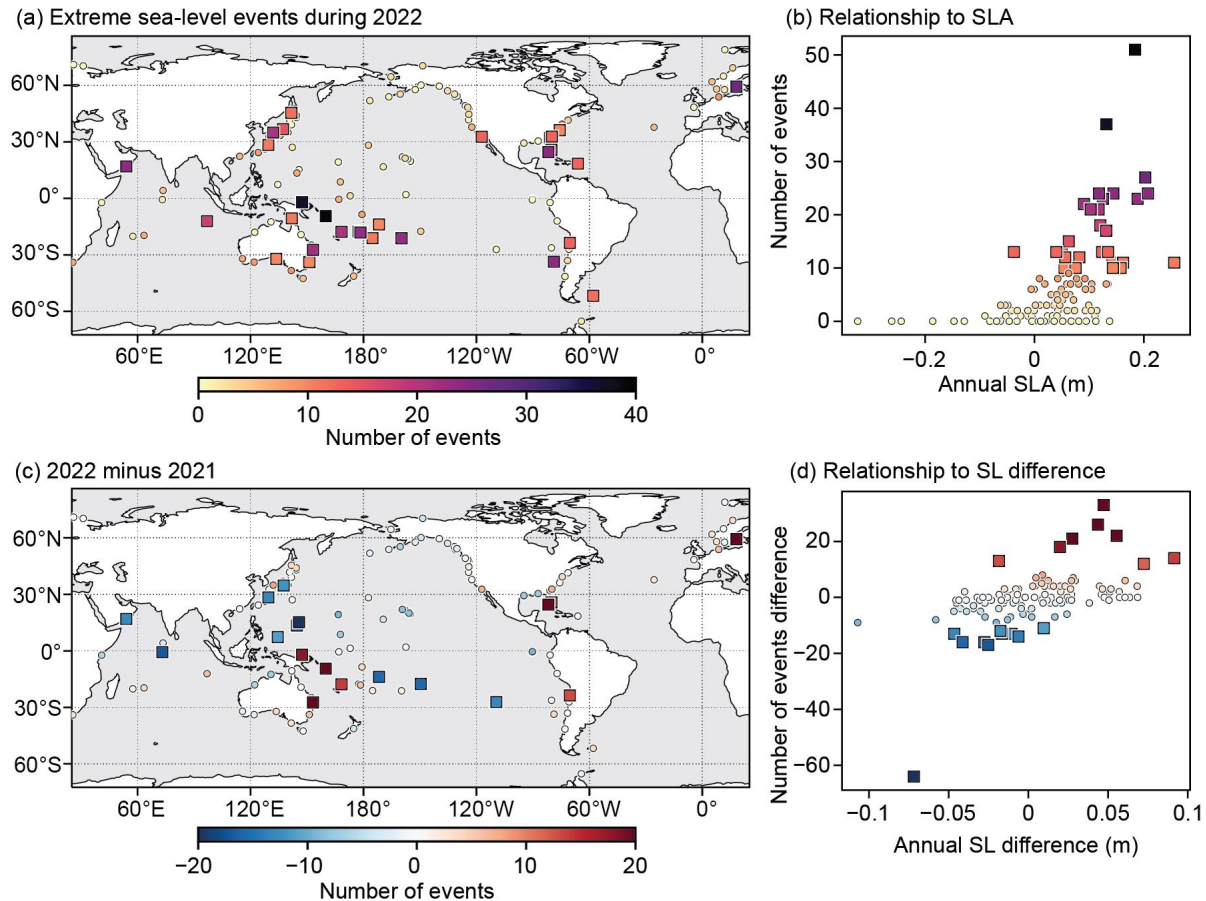 (a) Extreme sea-level events during 2022
60°N
30°N
0°
30°S
60°S
60°E
120°E
180°
120°W
60°W
0°
0
10
20
30
40
Number of events
(b) Relationship to SLA
Number of events
50
40
30
20
10
0
−0.2
0
0.2
Annual SLA (m)
(c) 2022 minus 2021
60°N
30°N
0°
30°S
60°S
60°E
120°E
180°
120°W
60°W
0°
−20
−10
0
10
20
Number of events
(d) Relationship to SL difference
Number of events difference
20
0
−20
−40
−60
−0.1
−0.05
0
0.05
0.1
Annual SL difference (m)